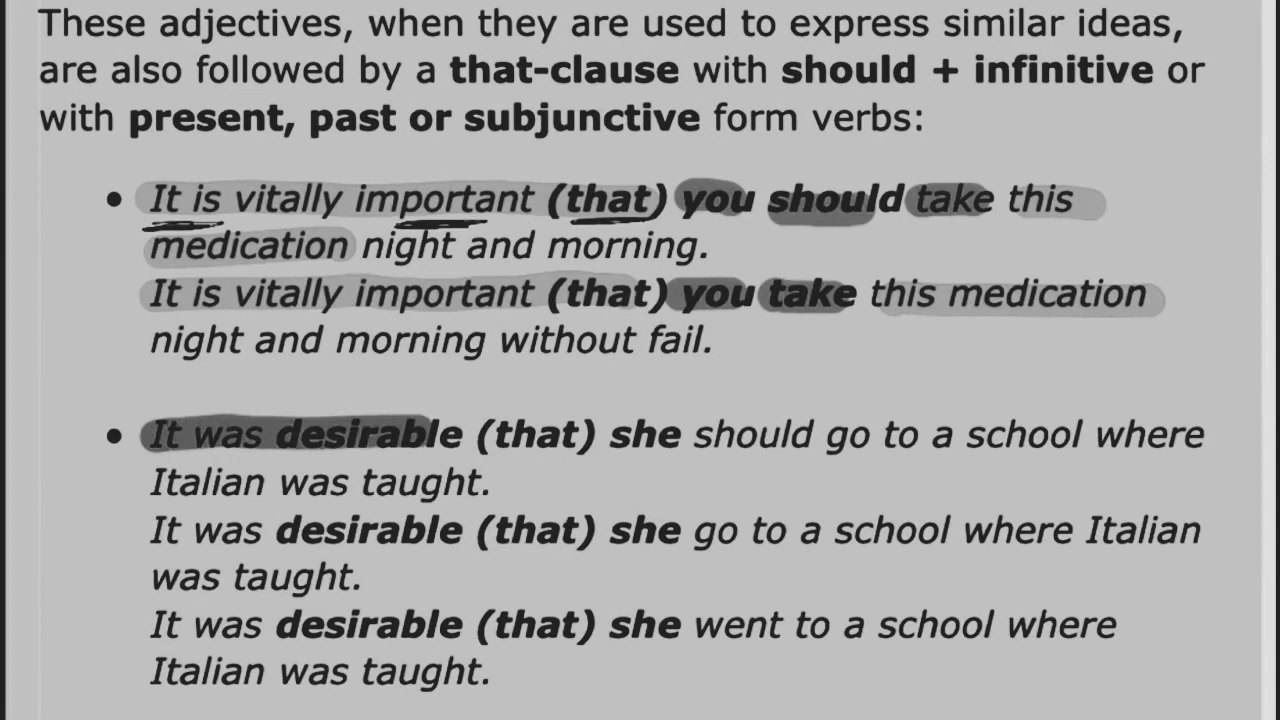 These adjectives, when they are used to express similar ideas,
are also followed by a that-clause with should + infinitive or
with present, past or subjunctive form verbs:
• It is vitally important (that) you should take this
medication night and morning.
It is vitally important (that) you take this medication
night and morning without fail.
• It was desirable (that) she should go to a school where
Italian was taught.
It was desirable (that) she go to a school where Italian
was taught.
It was desirable (that) she went to a school where
Italian was taught.